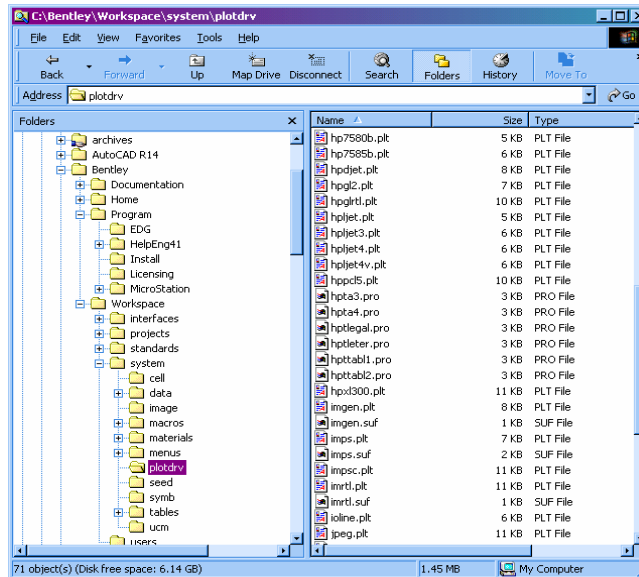 C:\Bentley\Workspace\system\plotdrv
File Edit View Favorites Tools Help
Back Forward Up Map Drive Disconnect Search Folders History Move To
Address plotdrv Go
Folders
archives
AutoCAD R14
Bentley
Documentation
Home
Program
EDG
HelpEng41
Install
Licensing
MicroStation
Workspace
interfaces
projects
standards
system
cell
data
image
macros
materials
menus
plotdrv
seed
symb
tables
ucm
users
Name Size Type
hp7580b.plt 5 KB PLT File
hp7585b.plt 6 KB PLT File
hpdjet.plt 8 KB PLT File
hpgl2.plt 7 KB PLT File
hpglrtl.plt 10 KB PLT File
hpljet.plt 5 KB PLT File
hpljet3.plt 6 KB PLT File
hpljet4.plt 6 KB PLT File
hpljet4v.plt 6 KB PLT File
hppcl5.plt 10 KB PLT File
hpta3.pro 3 KB PRO File
hpta4.pro 3 KB PRO File
hptlegal.pro 3 KB PRO File
hptleter.pro 3 KB PRO File
hpttabl1.pro 3 KB PRO File
hpttabl2.pro 3 KB PRO File
hpxl300.plt 11 KB PLT File
imgen.plt 8 KB PLT File
imgen.suf 1 KB SUF File
imps.plt 7 KB PLT File
imps.suf 2 KB SUF File
impsc.plt 11 KB PLT File
imrtl.plt 11 KB PLT File
imrtl.suf 1 KB SUF File
ioline.plt 6 KB PLT File
jpeg.plt 11 KB PLT File
71 object(s) (Disk free space: 6.14 GB) 1.45 MB My Computer